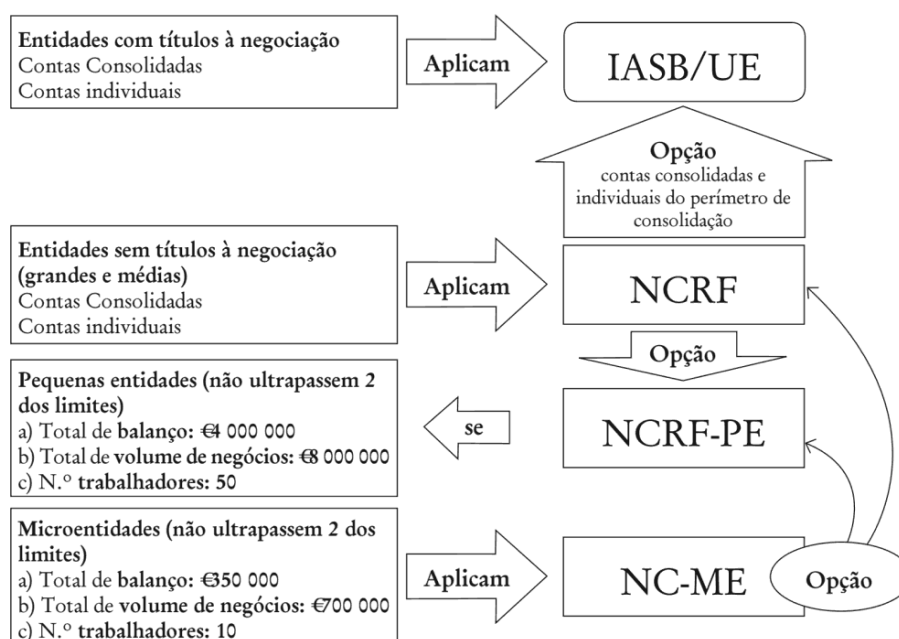 Entidades com títulos à negociação
Contas Consolidadas
Contas individuais
Aplicam
IASB/UE
Opção
contas consolidadas e
individuais do perímetro de
consolidação
Entidades sem títulos à negociação
(grandes e médias)
Contas Consolidadas
Contas individuais
Aplicam
NCRF
Opção
Pequenas entidades (não ultrapassem 2
dos limites)
a) Total de balanço: €4 000 000
b) Total de volume de negócios: €8 000 000
c) N.º trabalhadores: 50
se
NCRF-PE
Microentidades (não ultrapassem 2 dos
limites)
a) Total de balanço: €350 000
b) Total de volume de negócios: €700 000
c) N.º trabalhadores: 10
Aplicam
NC-ME
Opção